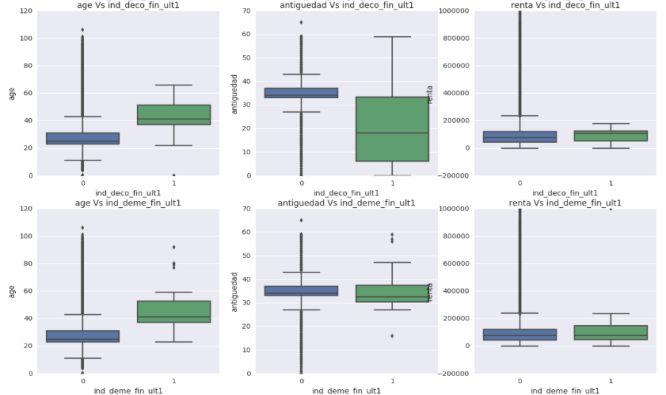 age Vs ind_deco_fin_ult1
antiguedad Vs ind_deco_fin_ult1
renta Vs ind_deco_fin_ult1
120
100
80
60
40
20
0
age
0 1
ind_deco_fin_ult1
70
60
50
40
30
20
10
0
antiguedad
0 1
ind_deco_fin_ult1
1000000
800000
600000
400000
200000
0
−200000
renta
0 1
ind_deco_fin_ult1
age Vs ind_deme_fin_ult1
antiguedad Vs ind_deme_fin_ult1
renta Vs ind_deme_fin_ult1
120
100
80
60
40
20
0
age
0 1
ind_deme_fin_ult1
70
60
50
40
30
20
10
0
antiguedad
0 1
ind_deme_fin_ult1
1000000
800000
600000
400000
200000
0
−200000
renta
0 1
ind_deme_fin_ult1